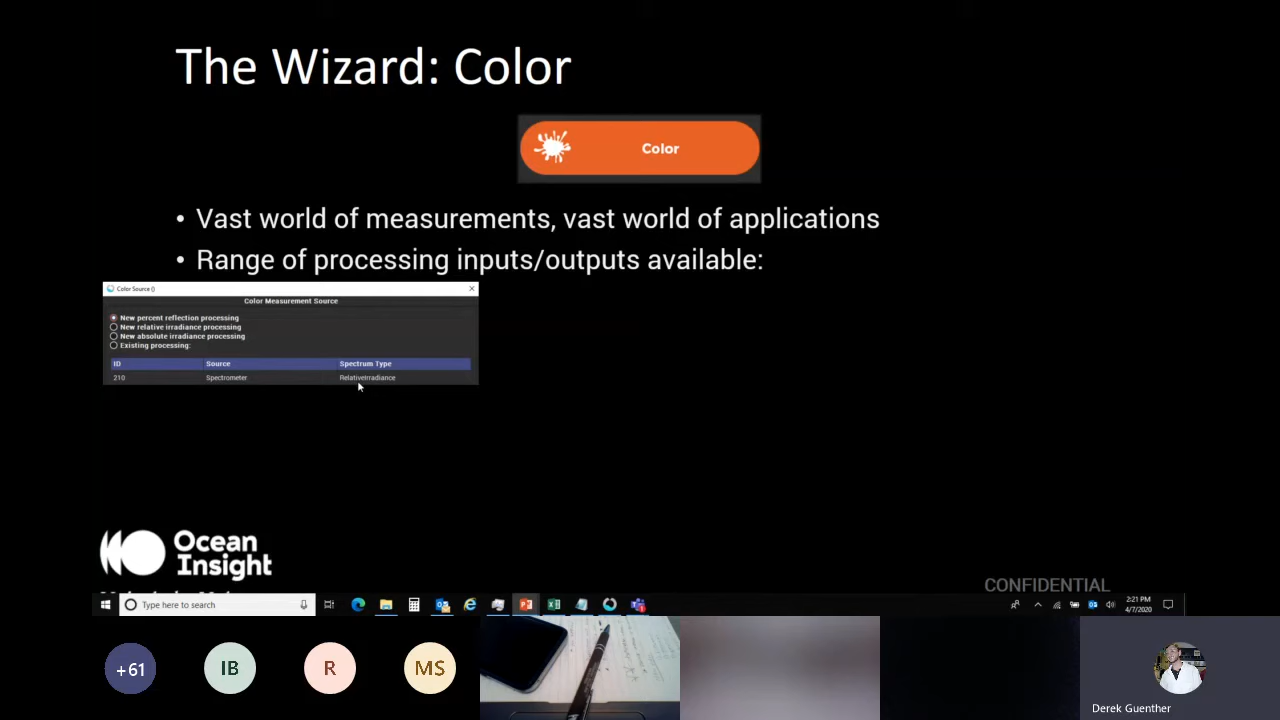 The Wizard: Color
Color
• Vast world of measurements, vast world of applications
• Range of processing inputs/outputs available:
Color Source ()
Color Measurement Source
New percent reflection processing
New relative irradiance processing
New absolute irradiance processing
Existing processing:
ID Source Spectrum Type
210 Spectrometer RelativeIrradiance
Ocean
Insight
CONFIDENTIAL
Type here to search
2:21 PM
4/7/2020
+61 IB R MS
Derek Guenther